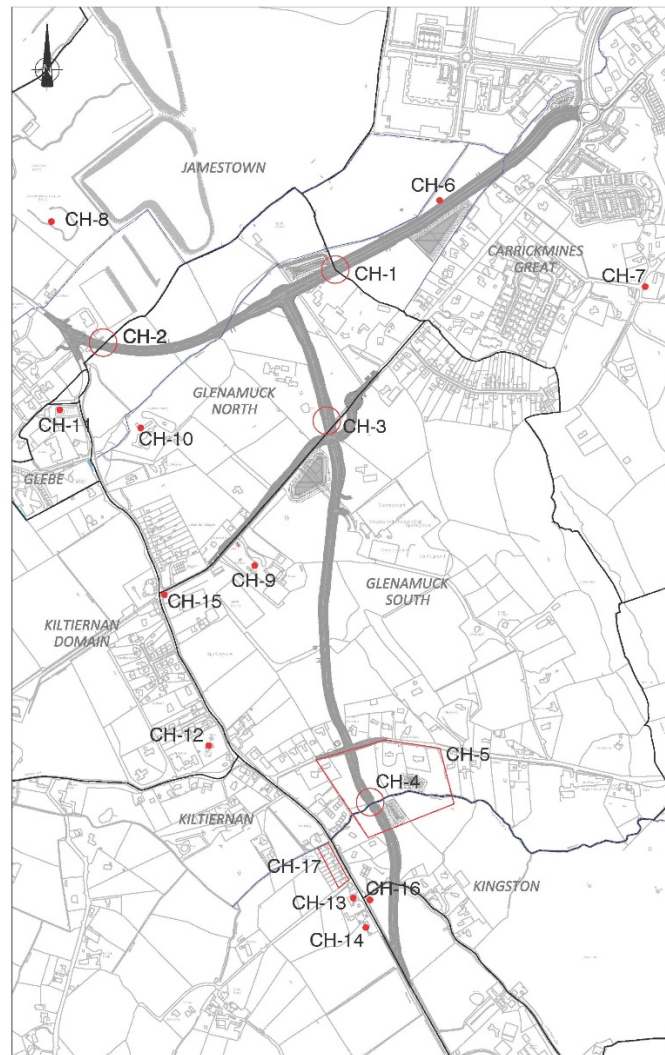 JAMESTOWN
CH-6
CH-8
CARRICKMINES
GREAT
CH-1
CH-7
CH-2
GLENAMUCK
NORTH
CH-11
CH-10
CH-3
GLEBE
CH-9
GLENAMUCK
SOUTH
CH-15
KILTIERNAN
DOMAIN
CH-12
CH-5
CH-4
KILTIERNAN
CH-17
CH-16
KINGSTON
CH-13
CH-14